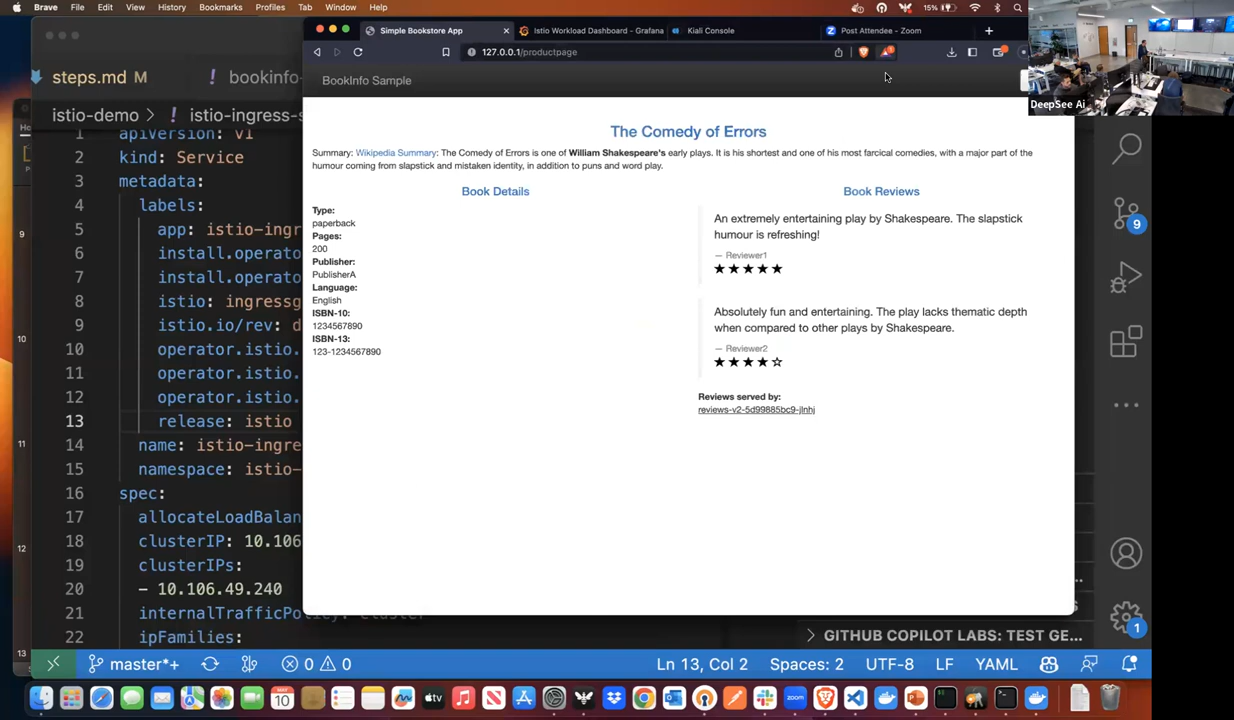 Brave File Edit View History Bookmarks Profiles Tab Window Help 15%
Simple Bookstore App
Istio Workload Dashboard - Grafana
Kiali Console
Post Attendee - Zoom
127.0.0.1/productpage
DeepSee Ai
BookInfo Sample
The Comedy of Errors
Summary: Wikipedia Summary: The Comedy of Errors is one of William Shakespeare's early plays. It is his shortest and one of his most farcical comedies, with a major part of the
humour coming from slapstick and mistaken identity, in addition to puns and word play.
Book Details
Type:
paperback
Pages:
200
Publisher:
PublisherA
Language:
English
ISBN-10:
1234567890
ISBN-13:
123-1234567890
Book Reviews
An extremely entertaining play by Shakespeare. The slapstick
humour is refreshing!
— Reviewer1
★★★★★
Absolutely fun and entertaining. The play lacks thematic depth
when compared to other plays by Shakespeare.
— Reviewer2
★★★★☆
Reviews served by:
reviews-v2-5d99885bc9-jlnhj
steps.md M
! bookinfo-
istio-demo > ! istio-ingress-s
1 apiVersion: v1
2 kind: Service
3 metadata:
4 labels:
5 app: istio-ingr
6 install.operato
7 install.operato
8 istio: ingressg
9 istio.io/rev: d
10 operator.istio.
11 operator.istio.
12 operator.istio.
13 release: istio
14 name: istio-ingre
15 namespace: istio-
16 spec:
17 allocateLoadBalan
18 clusterIP: 10.106
19 clusterIPs:
20 - 10.106.49.240
21 internalTrafficPolicy: Cluster
22 ipFamilies:
9
10
11
12
13
9
1
> GITHUB COPILOT LABS: TEST GE...
master*+ 0 0
Ln 13, Col 2 Spaces: 2 UTF-8 LF YAML
MAY
10
tv